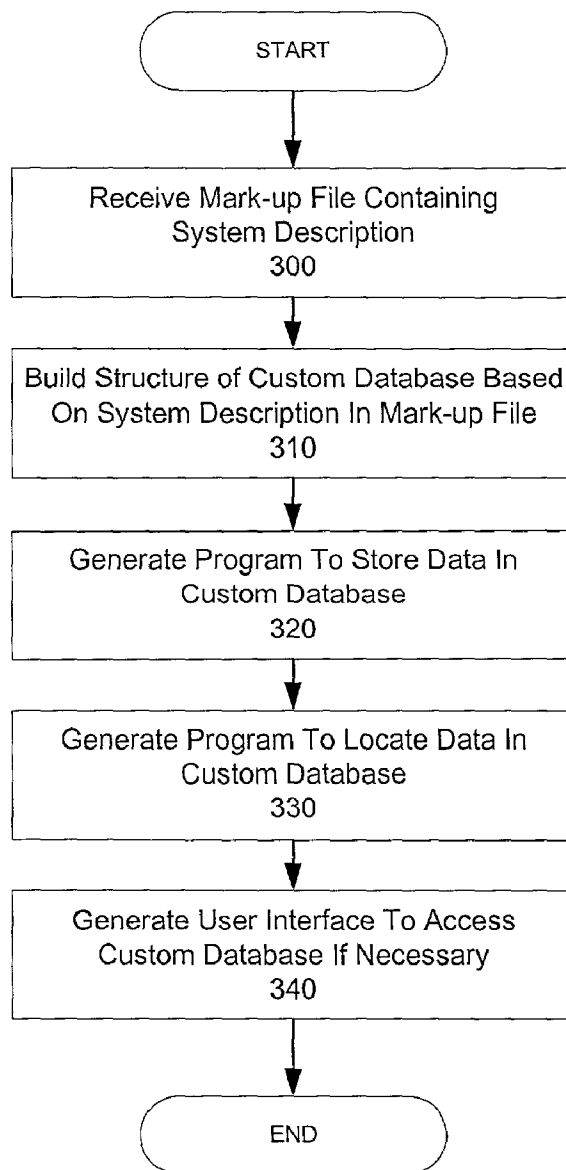 START
Receive Mark-up File Containing
System Description
300
Build Structure of Custom Database Based
On System Description In Mark-up File
310
Generate Program To Store Data In
Custom Database
320
Generate Program To Locate Data In
Custom Database
330
Generate User Interface To Access
Custom Database If Necessary
340
END